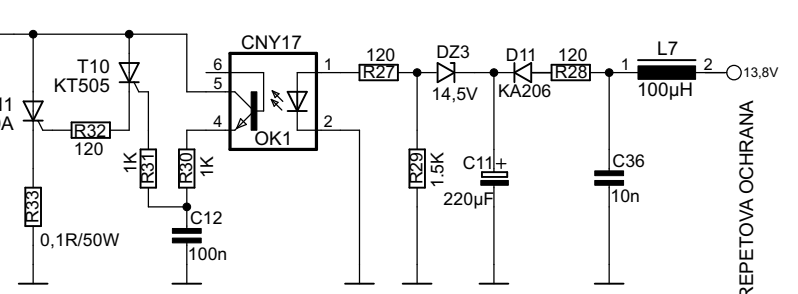 CNY17
T10
KT505
6
5
4
1
2
OK1
120
R27
DZ3
14,5V
D11
KA206
120
R28
L7
1
2
100µH
13,8V
R32
120
1K
R31
R30
1K
R29
1.5K
C11+
220µF
C36
10n
R33
0,1R/50W
C12
100n
REPETOVA OCHRANA